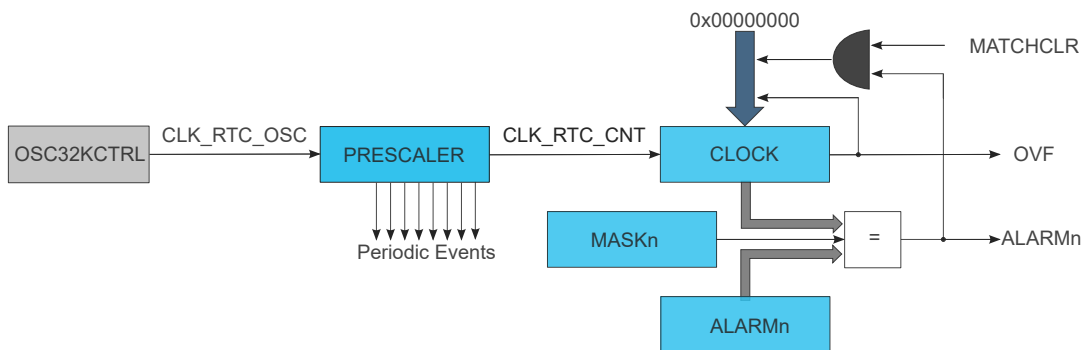 0x00000000
MATCHCLR
OSC32KCTRL
CLK_RTC_OSC
PRESCALER
CLK_RTC_CNT
CLOCK
OVF
Periodic Events
MASKn
=
ALARMn
ALARMn